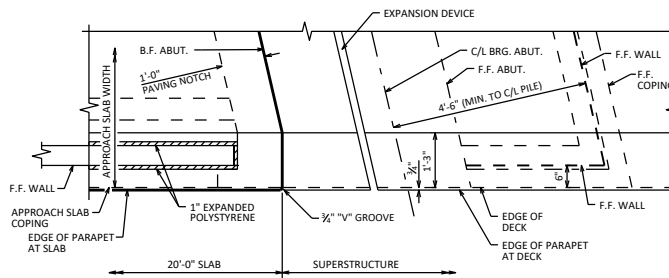 EXPANSION DEVICE
B.F. ABUT.
C/L BRG. ABUT.
F.F. ABUT.
F.F. WALL
F.F.
COPING
1'-0"
PAVING NOTCH
APPROACH SLAB WIDTH
4'-6" (MIN. TO C/L PILE)
3/4"
1'-3"
6"
F.F. WALL
F.F. WALL
APPROACH SLAB
COPING
EDGE OF PARAPET
AT SLAB
1" EXPANDED
POLYSTYRENE
3/4" "V" GROOVE
EDGE OF
DECK
EDGE OF PARAPET
AT DECK
20'-0" SLAB
SUPERSTRUCTURE